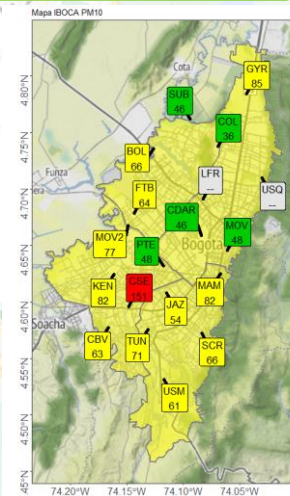 Mapa IBOCA PM10
Cota
GYR
85
SUB
46
COL
36
BOL
66
LFR
--
Funza
FTB
64
USQ
--
CDAR
46
MOV
48
MOV2
77
PTE
48
Bogotá
KEN
82
CSE
151
MAM
82
JAZ
54
Soacha
CBV
63
TUN
71
SCR
66
USM
61
4.80°N
4.75°N
4.70°N
4.65°N
4.60°N
4.55°N
4.50°N
45°N
74.20°W
74.15°W
74.10°W
74.05°W